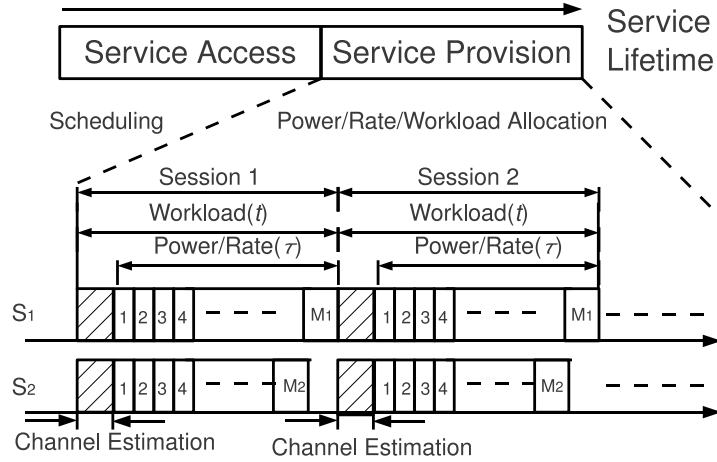 Service Access Service Provision Service
Lifetime
Scheduling Power/Rate/Workload Allocation
Session 1 Session 2
Workload(t) Workload(t)
Power/Rate(τ) Power/Rate(τ)
S1 1 2 3 4 M1 1 2 3 4 M1
S2 1 2 3 4 M2 1 2 3 4 M2
Channel Estimation Channel Estimation